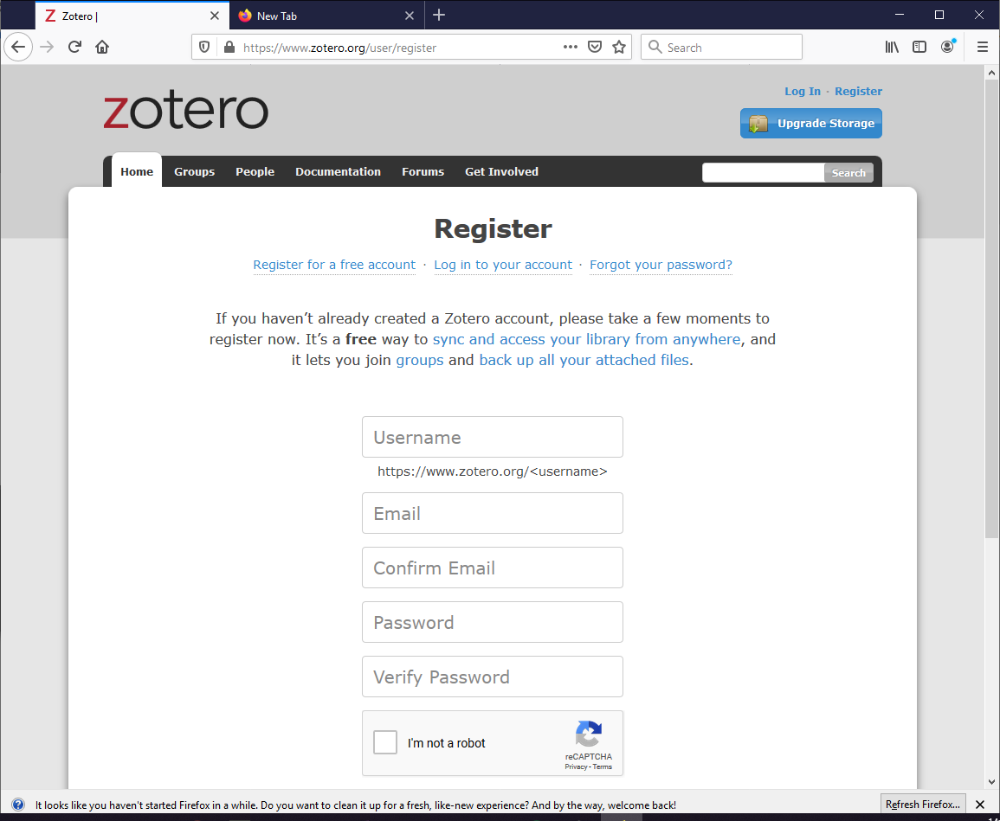 Zotero |
New Tab
https://www.zotero.org/user/register
Search
zotero
Log In · Register
Upgrade Storage
Home Groups People Documentation Forums Get Involved
Search
Register
Register for a free account · Log in to your account · Forgot your password?
If you haven’t already created a Zotero account, please take a few moments to
register now. It’s a free way to sync and access your library from anywhere, and
it lets you join groups and back up all your attached files.
Username
https://www.zotero.org/<username>
Email
Confirm Email
Password
Verify Password
I'm not a robot
reCAPTCHA
Privacy - Terms
It looks like you haven't started Firefox in a while. Do you want to clean it up for a fresh, like-new experience? And by the way, welcome back!
Refresh Firefox...